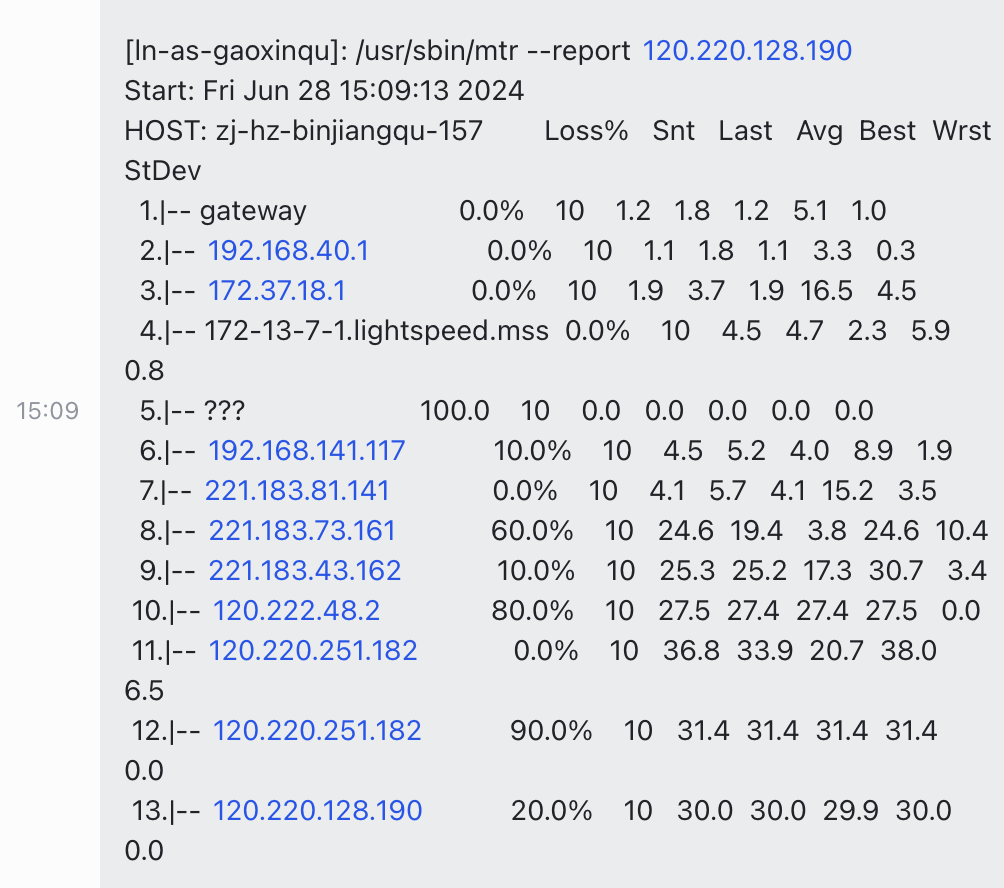 [ln-as-gaoxinqu]: /usr/sbin/mtr --report 120.220.128.190
Start: Fri Jun 28 15:09:13 2024
HOST: zj-hz-binjiangqu-157 Loss% Snt Last Avg Best Wrst
StDev
1.|-- gateway 0.0% 10 1.2 1.8 1.2 5.1 1.0
2.|-- 192.168.40.1 0.0% 10 1.1 1.8 1.1 3.3 0.3
3.|-- 172.37.18.1 0.0% 10 1.9 3.7 1.9 16.5 4.5
4.|-- 172-13-7-1.lightspeed.mss 0.0% 10 4.5 4.7 2.3 5.9
0.8
15:09
5.|-- ??? 100.0 10 0.0 0.0 0.0 0.0 0.0
6.|-- 192.168.141.117 10.0% 10 4.5 5.2 4.0 8.9 1.9
7.|-- 221.183.81.141 0.0% 10 4.1 5.7 4.1 15.2 3.5
8.|-- 221.183.73.161 60.0% 10 24.6 19.4 3.8 24.6 10.4
9.|-- 221.183.43.162 10.0% 10 25.3 25.2 17.3 30.7 3.4
10.|-- 120.222.48.2 80.0% 10 27.5 27.4 27.4 27.5 0.0
11.|-- 120.220.251.182 0.0% 10 36.8 33.9 20.7 38.0
6.5
12.|-- 120.220.251.182 90.0% 10 31.4 31.4 31.4 31.4
0.0
13.|-- 120.220.128.190 20.0% 10 30.0 30.0 29.9 30.0
0.0